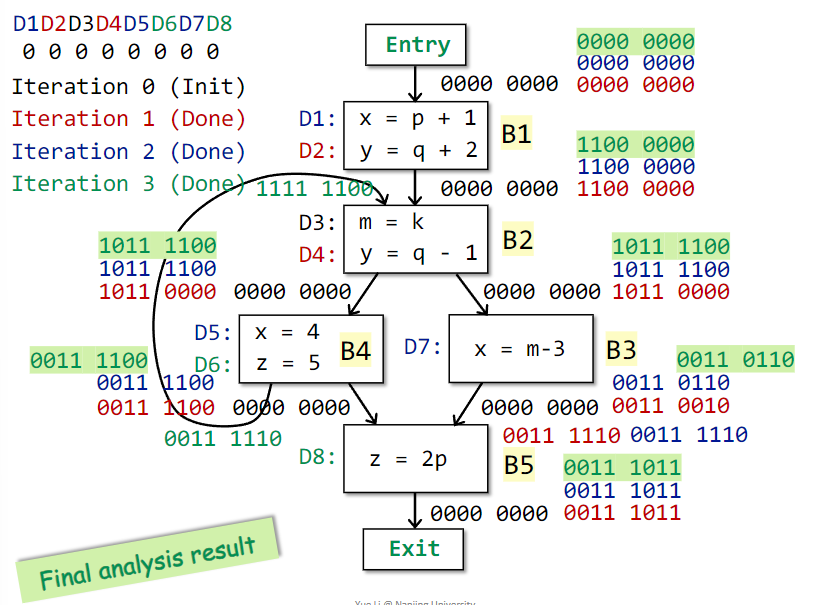 D1D2D3D4D5D6D7D8
0 0 0 0 0 0 0 0
Iteration 0 (Init)
Iteration 1 (Done)
Iteration 2 (Done)
Iteration 3 (Done)
Entry
0000 0000
0000 0000
0000 0000
0000 0000
D1: x = p + 1
D2: y = q + 2
B1
1111 1100
0000 0000
1100 0000
1100 0000
1100 0000
D3: m = k
D4: y = q - 1
B2
1011 1100
1011 1100
1011 0000
0000 0000
0000 0000
1011 1100
1011 1100
1011 0000
D5: x = 4
D6: z = 5
B4
D7: x = m-3
B3
0011 1100
0011 1100
0011 1100
0000 0000
0000 0000
0011 0110
0011 0110
0011 0010
0011 1110
0011 1110
0011 1110
D8: z = 2p
B5
0000 0000
0011 1011
0011 1011
0011 1011
Exit
Final analysis result
Yue Li @ Nanjing University